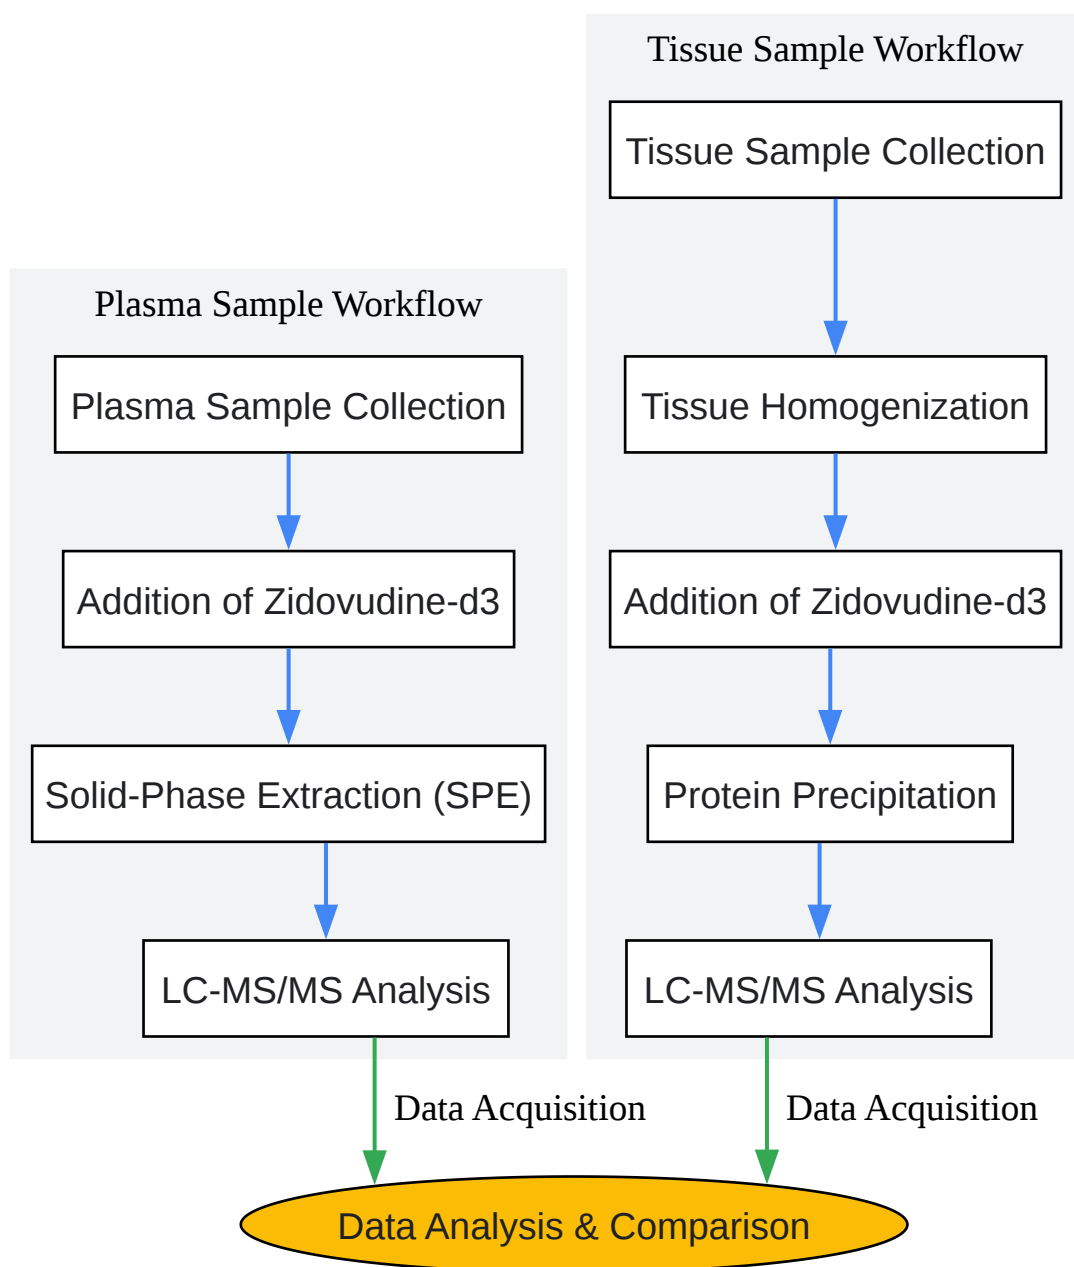 Plasma Sample Workflow
Plasma Sample Collection
Addition of Zidovudine-d3
Solid-Phase Extraction (SPE)
LC-MS/MS Analysis
Data Acquisition
Tissue Sample Workflow
Tissue Sample Collection
Tissue Homogenization
Addition of Zidovudine-d3
Protein Precipitation
LC-MS/MS Analysis
Data Acquisition
Data Analysis & Comparison